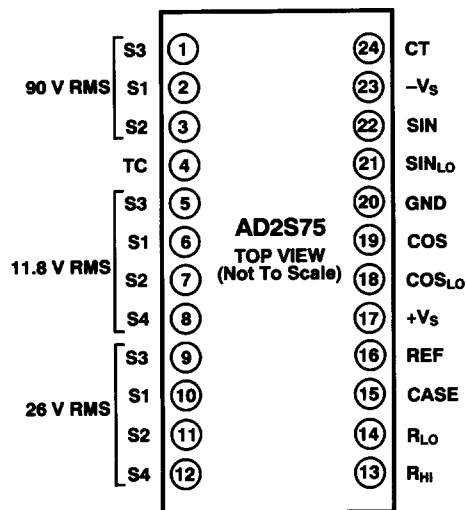 90 V RMS
S3 1
S1 2
S2 3
TC 4
11.8 V RMS
S3 5
S1 6
S2 7
S4 8
26 V RMS
S3 9
S1 10
S2 11
S4 12
AD2S75
TOP VIEW
(Not To Scale)
24 CT
23 –VS
22 SIN
21 SINLO
20 GND
19 COS
18 COSLO
17 +VS
16 REF
15 CASE
14 RLO
13 RHI